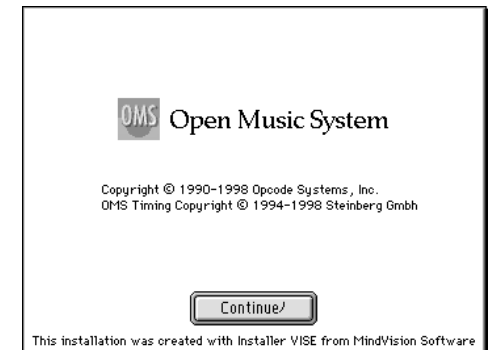 OMS Open Music System
Copyright © 1990-1998 Opcode Systems, Inc.
OMS Timing Copyright © 1994-1998 Steinberg Gmbh
Continue
This installation was created with Installer VISE from MindVision Software